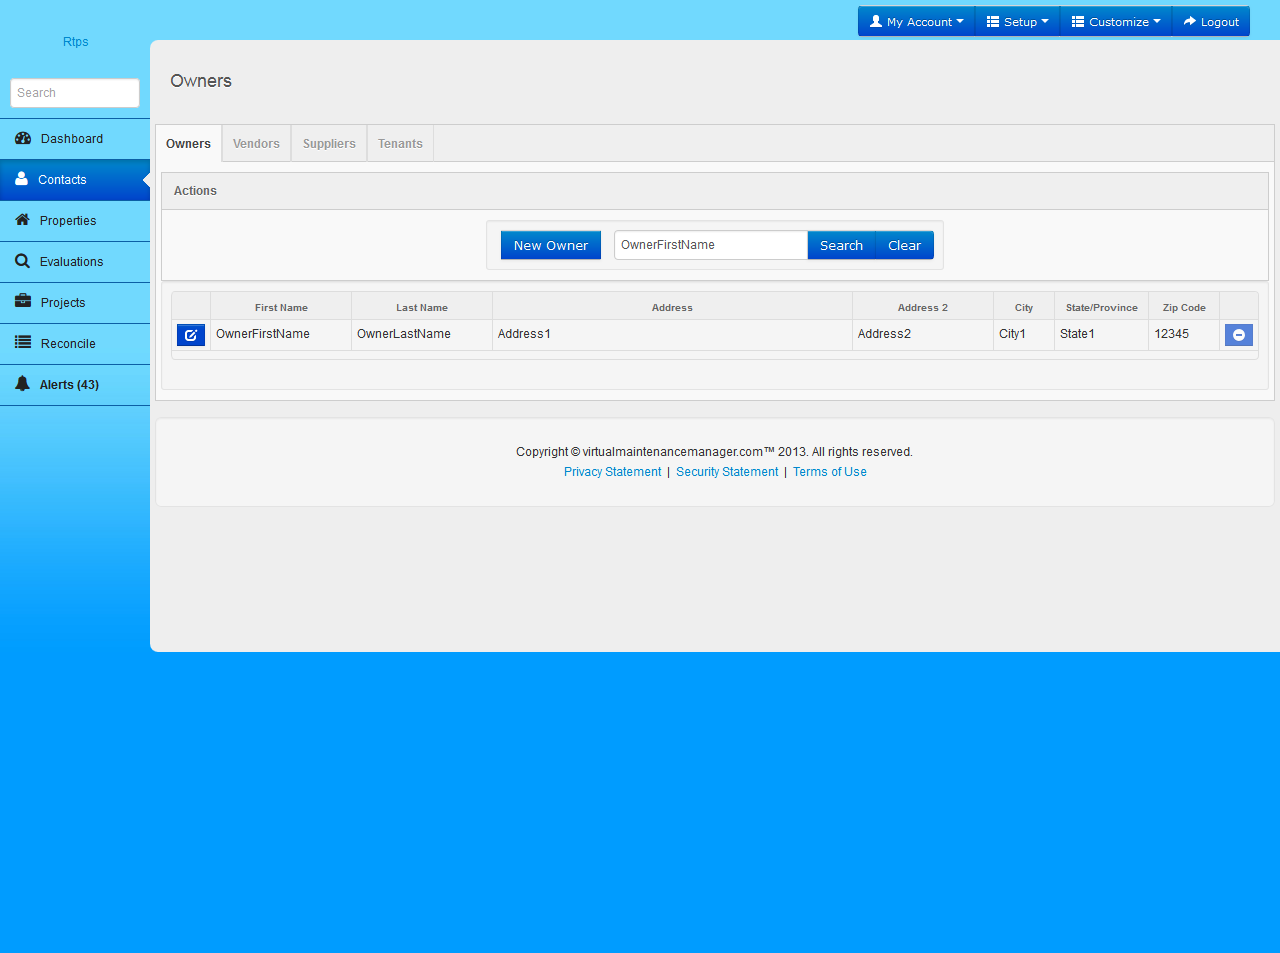 My Account Setup Customize Logout
Rtps
Search
Dashboard
Contacts
Properties
Evaluations
Projects
Reconcile
Alerts (43)
Owners
Owners Vendors Suppliers Tenants
Actions
New Owner OwnerFirstName Search Clear
First Name Last Name Address Address 2 City State/Province Zip Code
OwnerFirstName OwnerLastName Address1 Address2 City1 State1 12345
Copyright © virtualmaintenancemanager.com™ 2013. All rights reserved.
Privacy Statement | Security Statement | Terms of Use